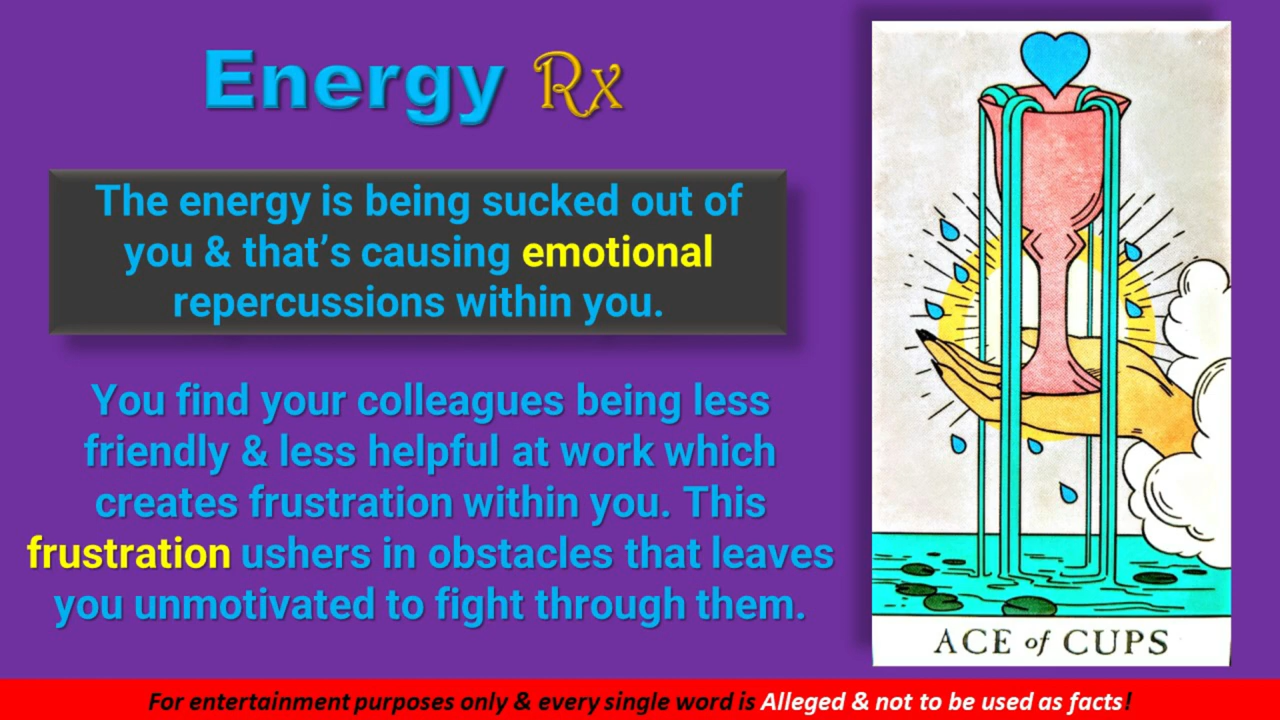 Energy Rx
The energy is being sucked out of
you & that’s causing emotional
repercussions within you.
You find your colleagues being less
friendly & less helpful at work which
creates frustration within you. This
frustration ushers in obstacles that leaves
you unmotivated to fight through them.
ACE of CUPS
For entertainment purposes only & every single word is Alleged & not to be used as facts!